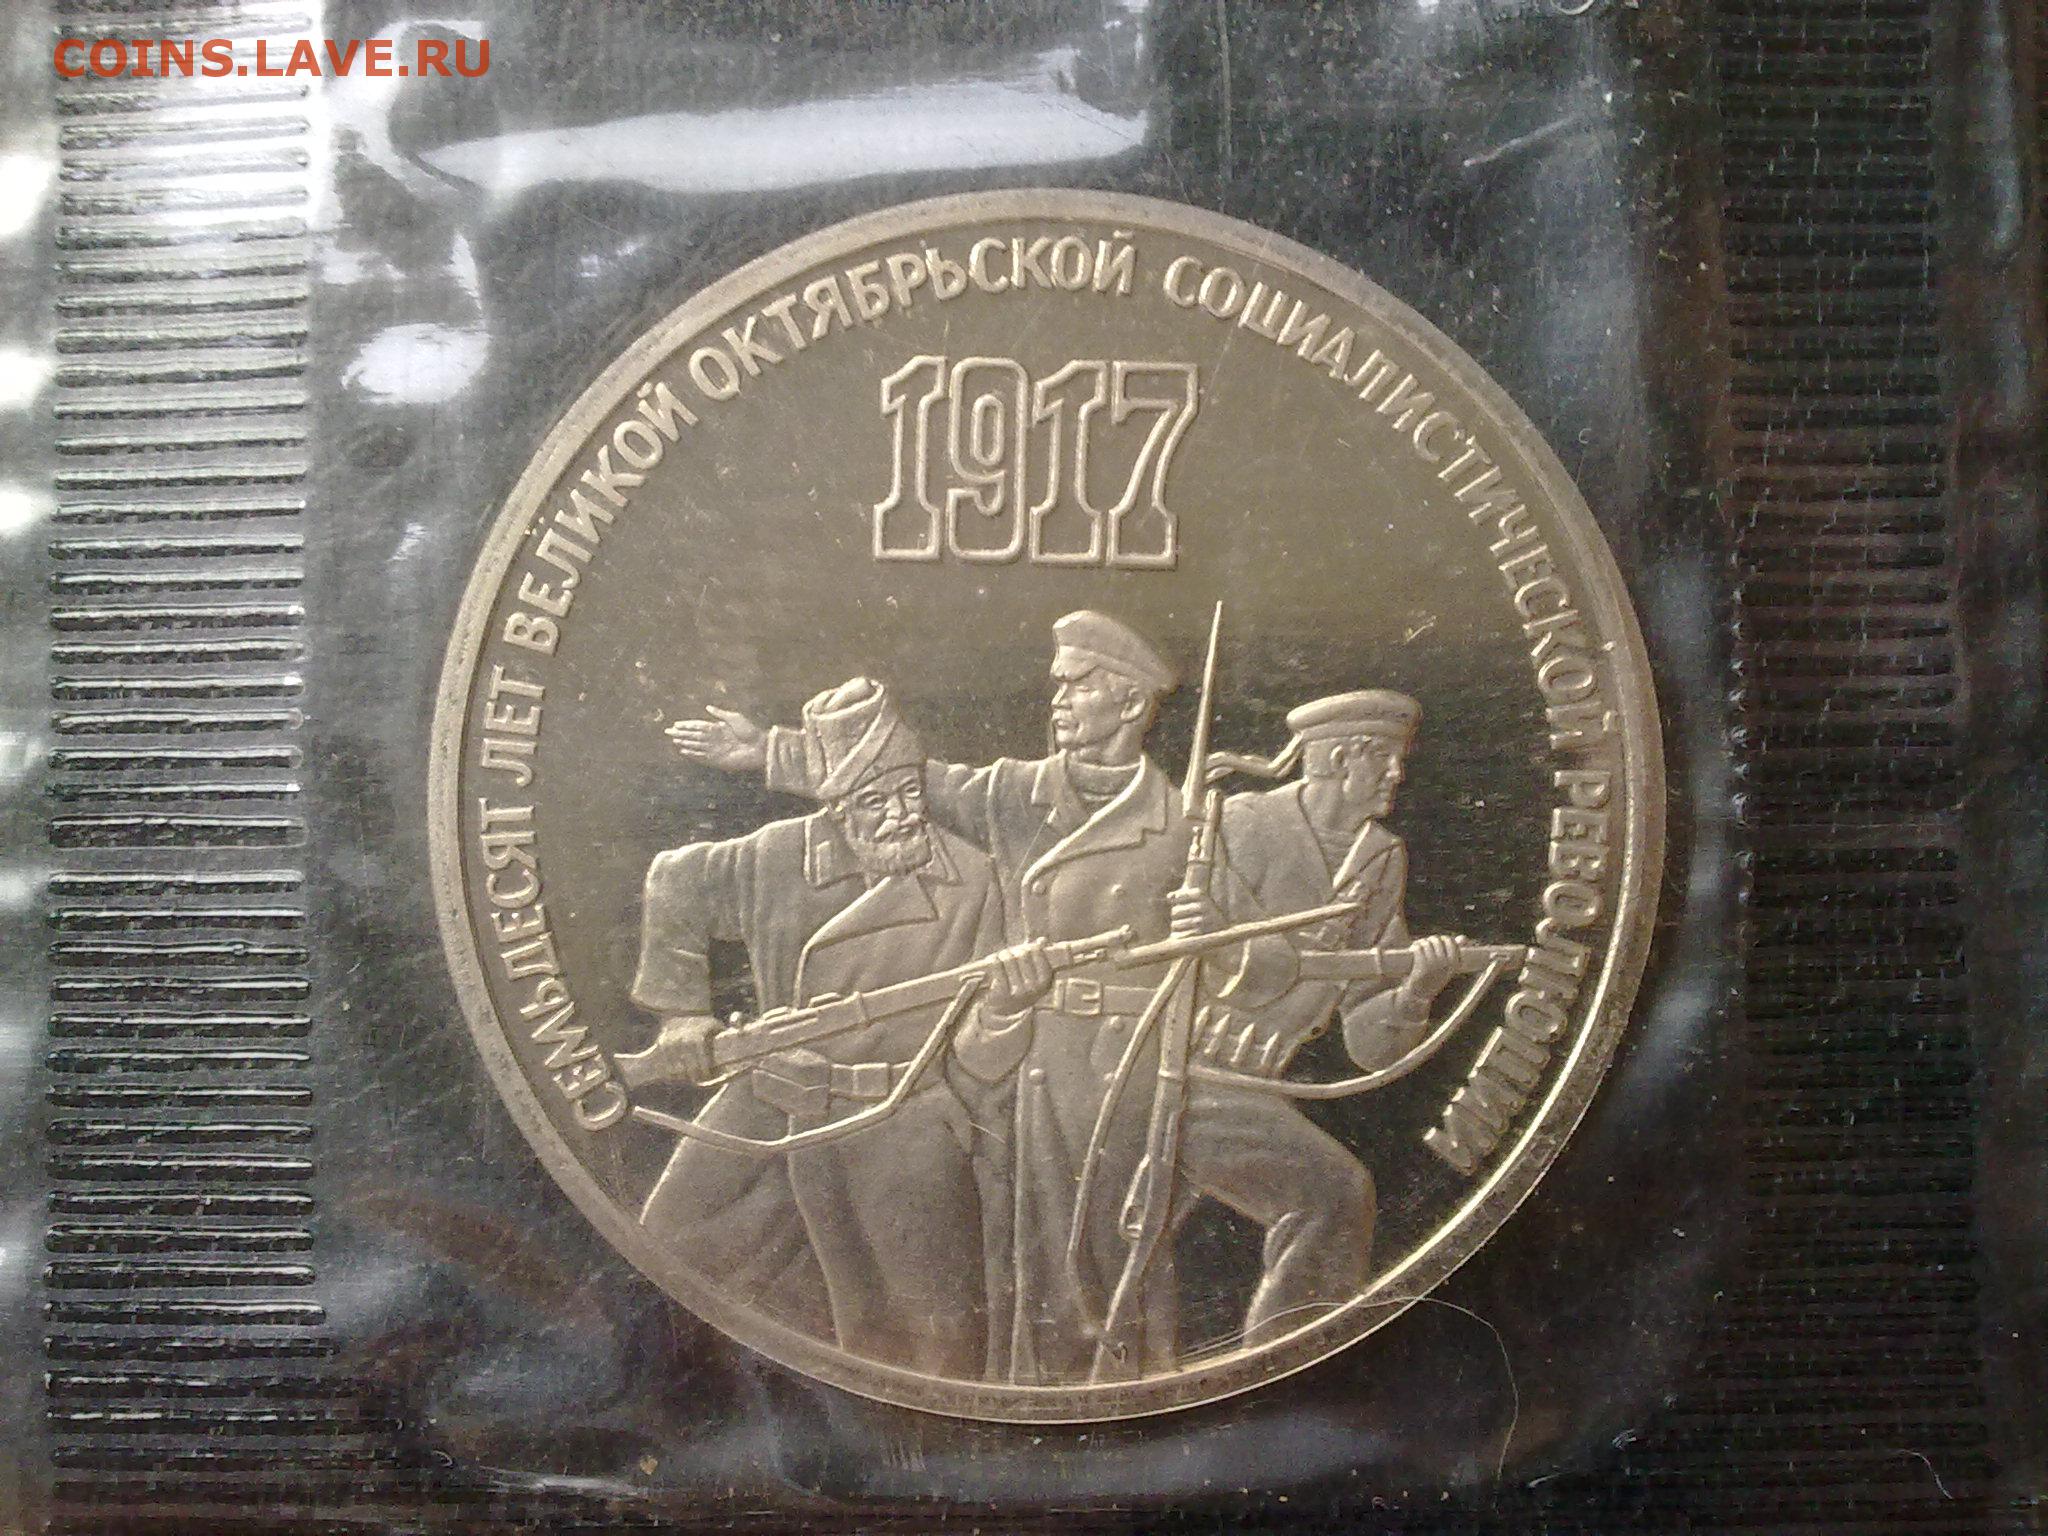 COINS.LAVE.RU
СЕМЬДЕСЯТ ЛЕТ ВЕЛИКОЙ ОКТЯБРЬСКОЙ СОЦИАЛИСТИЧЕСКОЙ РЕВОЛЮЦИИ
1917